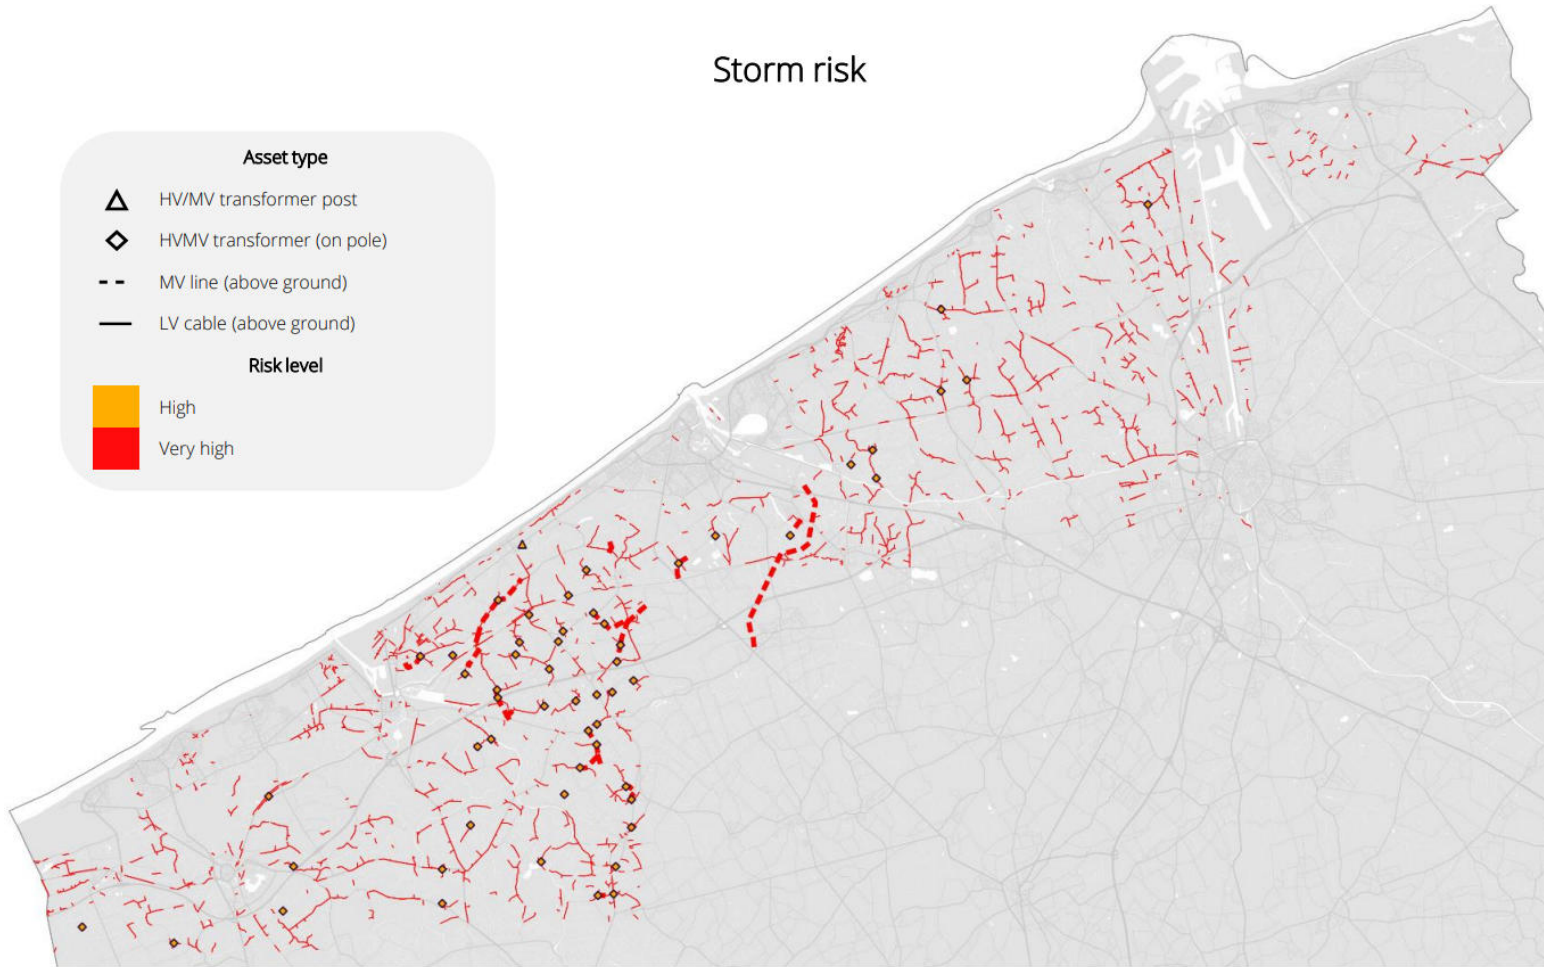 Storm risk
Asset type
HV/MV transformer post
HVMV transformer (on pole)
MV line (above ground)
LV cable (above ground)
Risk level
High
Very high